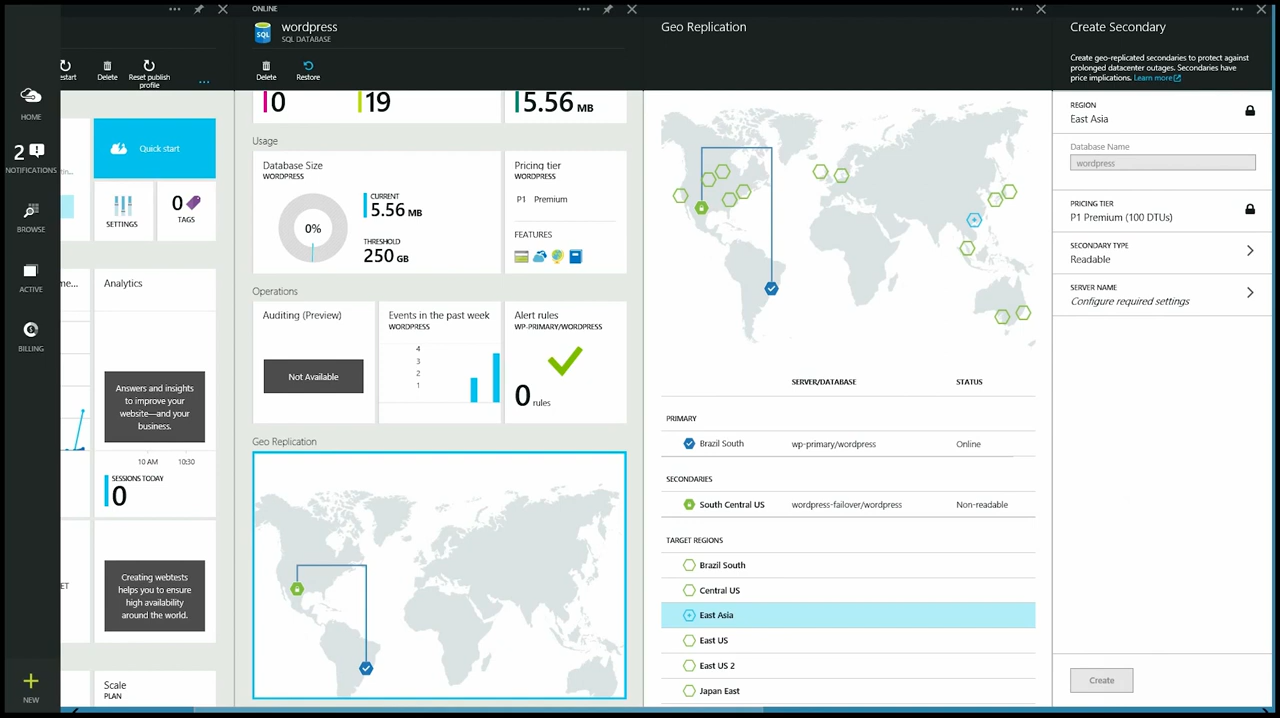 HOME
2
NOTIFICATIONS
BROWSE
ACTIVE
BILLING
NEW
start
Delete
Reset publish
profile
...
Quick start
SETTINGS
0
TAGS
me...
Analytics
Answers and insights
to improve your
website—and your
business.
10 AM 10:30
SESSIONS TODAY
0
ET
Creating webtests
helps you to ensure
high availability
around the world.
Scale
PLAN
ONLINE
SQL
wordpress
SQL DATABASE
Delete
Restore
0
19
5.56 MB
Usage
Database Size
WORDPRESS
0%
CURRENT
5.56 MB
THRESHOLD
250 GB
Pricing tier
WORDPRESS
P1 Premium
FEATURES
Operations
Auditing (Preview)
Not Available
Events in the past week
WORDPRESS
4
3
2
1
Alert rules
WP-PRIMARY/WORDPRESS
0 rules
Geo Replication
Geo Replication
SERVER/DATABASE STATUS
PRIMARY
Brazil South wp-primary/wordpress Online
SECONDARIES
South Central US wordpress-failover/wordpress Non-readable
TARGET REGIONS
Brazil South
Central US
East Asia
East US
East US 2
Japan East
Create Secondary
Create geo-replicated secondaries to protect against
prolonged datacenter outages. Secondaries have
price implications. Learn more
REGION
East Asia
Database Name
wordpress
PRICING TIER
P1 Premium (100 DTUs)
SECONDARY TYPE
Readable
SERVER NAME
Configure required settings
Create